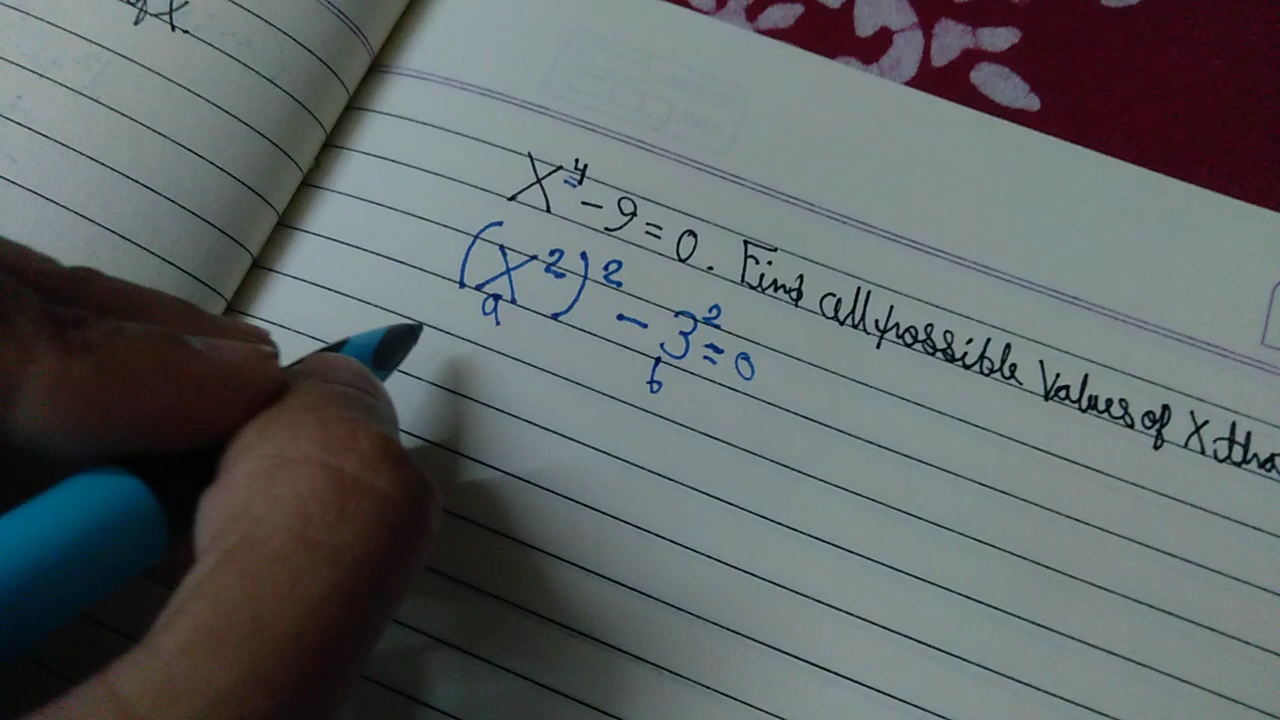 X⁴ - 9 = 0. Find all possible Values of X tha
(X²)² - 3² = 0
a b